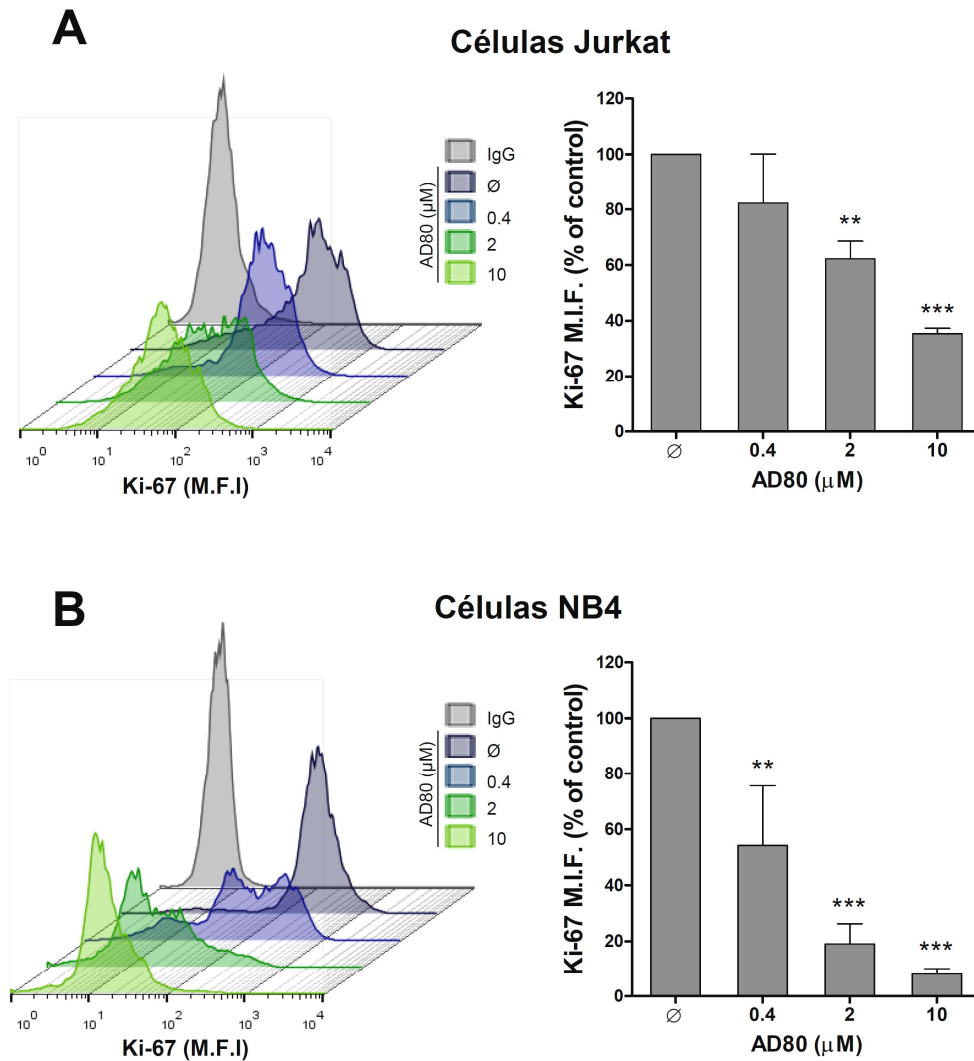 A
Células Jurkat
IgG
Ø
0.4
2
10
AD80 (µM)
10⁰ 10¹ 10² 10³ 10⁴
Ki-67 (M.F.I)
Ki-67 M.I.F. (% of control)
120
100
80
60
40
20
0
**
***
∅ 0.4 2 10
AD80 (µM)
B
Células NB4
IgG
Ø
0.4
2
10
AD80 (µM)
10⁰ 10¹ 10² 10³ 10⁴
Ki-67 (M.F.I)
Ki-67 M.I.F. (% of control)
120
100
80
60
40
20
0
**
***
***
∅ 0.4 2 10
AD80 (µM)